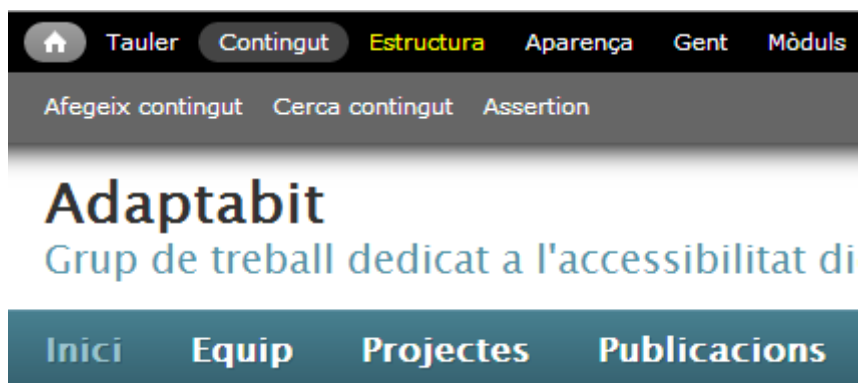 Tauler Contingut Estructura Aparença Gent Mòduls
Afegeix contingut Cerca contingut Assertion
Adaptabit
Grup de treball dedicat a l'accessibilitat di
Inici Equip Projectes Publicacions